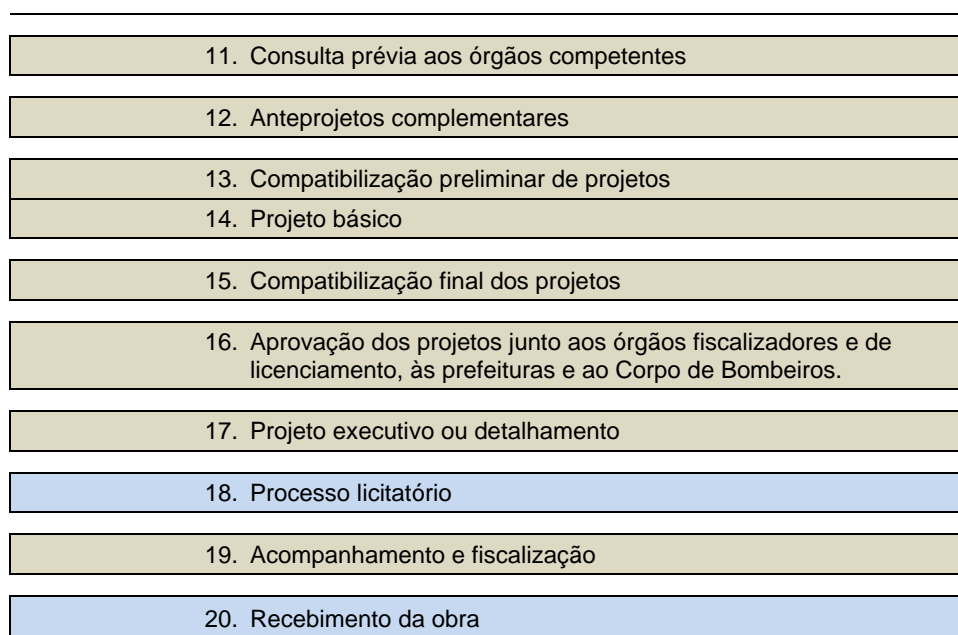 11. Consulta prévia aos órgãos competentes
12. Anteprojetos complementares
13. Compatibilização preliminar de projetos
14. Projeto básico
15. Compatibilização final dos projetos
16. Aprovação dos projetos junto aos órgãos fiscalizadores e de
licenciamento, às prefeituras e ao Corpo de Bombeiros.
17. Projeto executivo ou detalhamento
18. Processo licitatório
19. Acompanhamento e fiscalização
20. Recebimento da obra